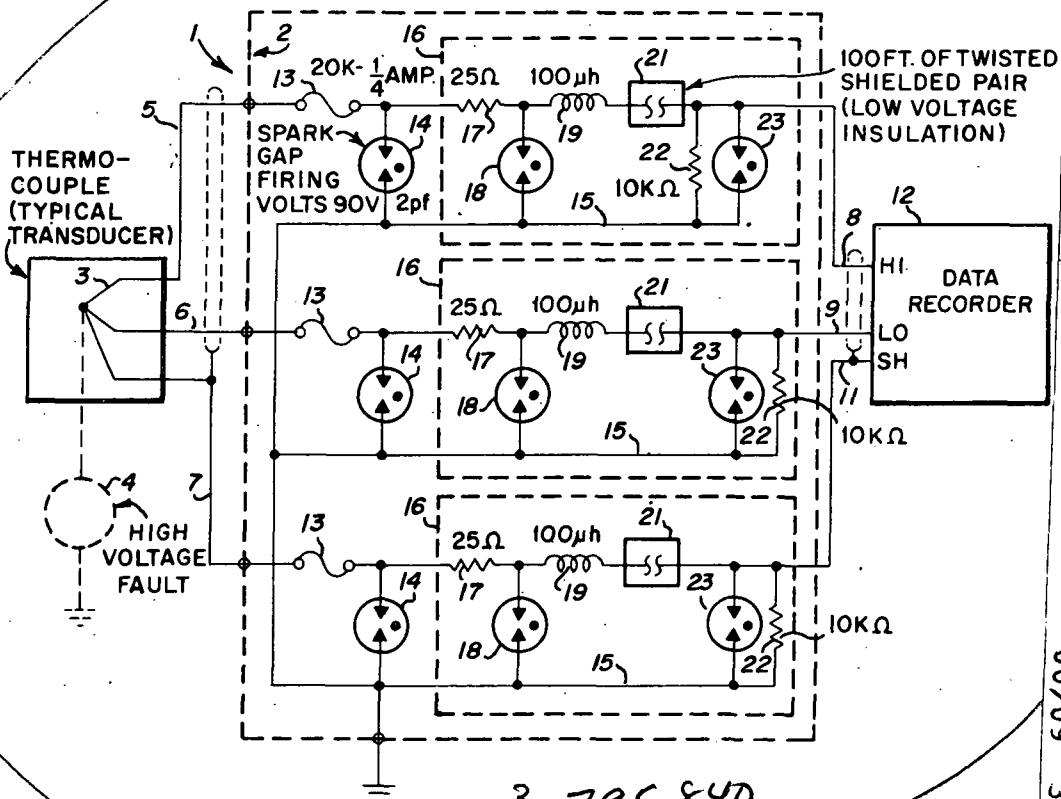 1
2
16
21
13
20K-1/4 AMP.
25Ω
100μh
100FT. OF TWISTED
SHIELDED PAIR
(LOW VOLTAGE
INSULATION)
5
SPARK
GAP
FIRING
VOLTS 90V
14
2pf
17
18
19
22
10KΩ
23
15
THERMO-
COUPLE
(TYPICAL
TRANSDUCER)
3
6
12
8
HI
DATA
RECORDER
9
LO
SH
11
16
21
13
25Ω
100μh
14
17
18
19
23
22
10KΩ
15
4
7
HIGH
VOLTAGE
FAULT
16
21
13
25Ω
100μh
14
17
18
19
23
22
10KΩ
15
3,795,840